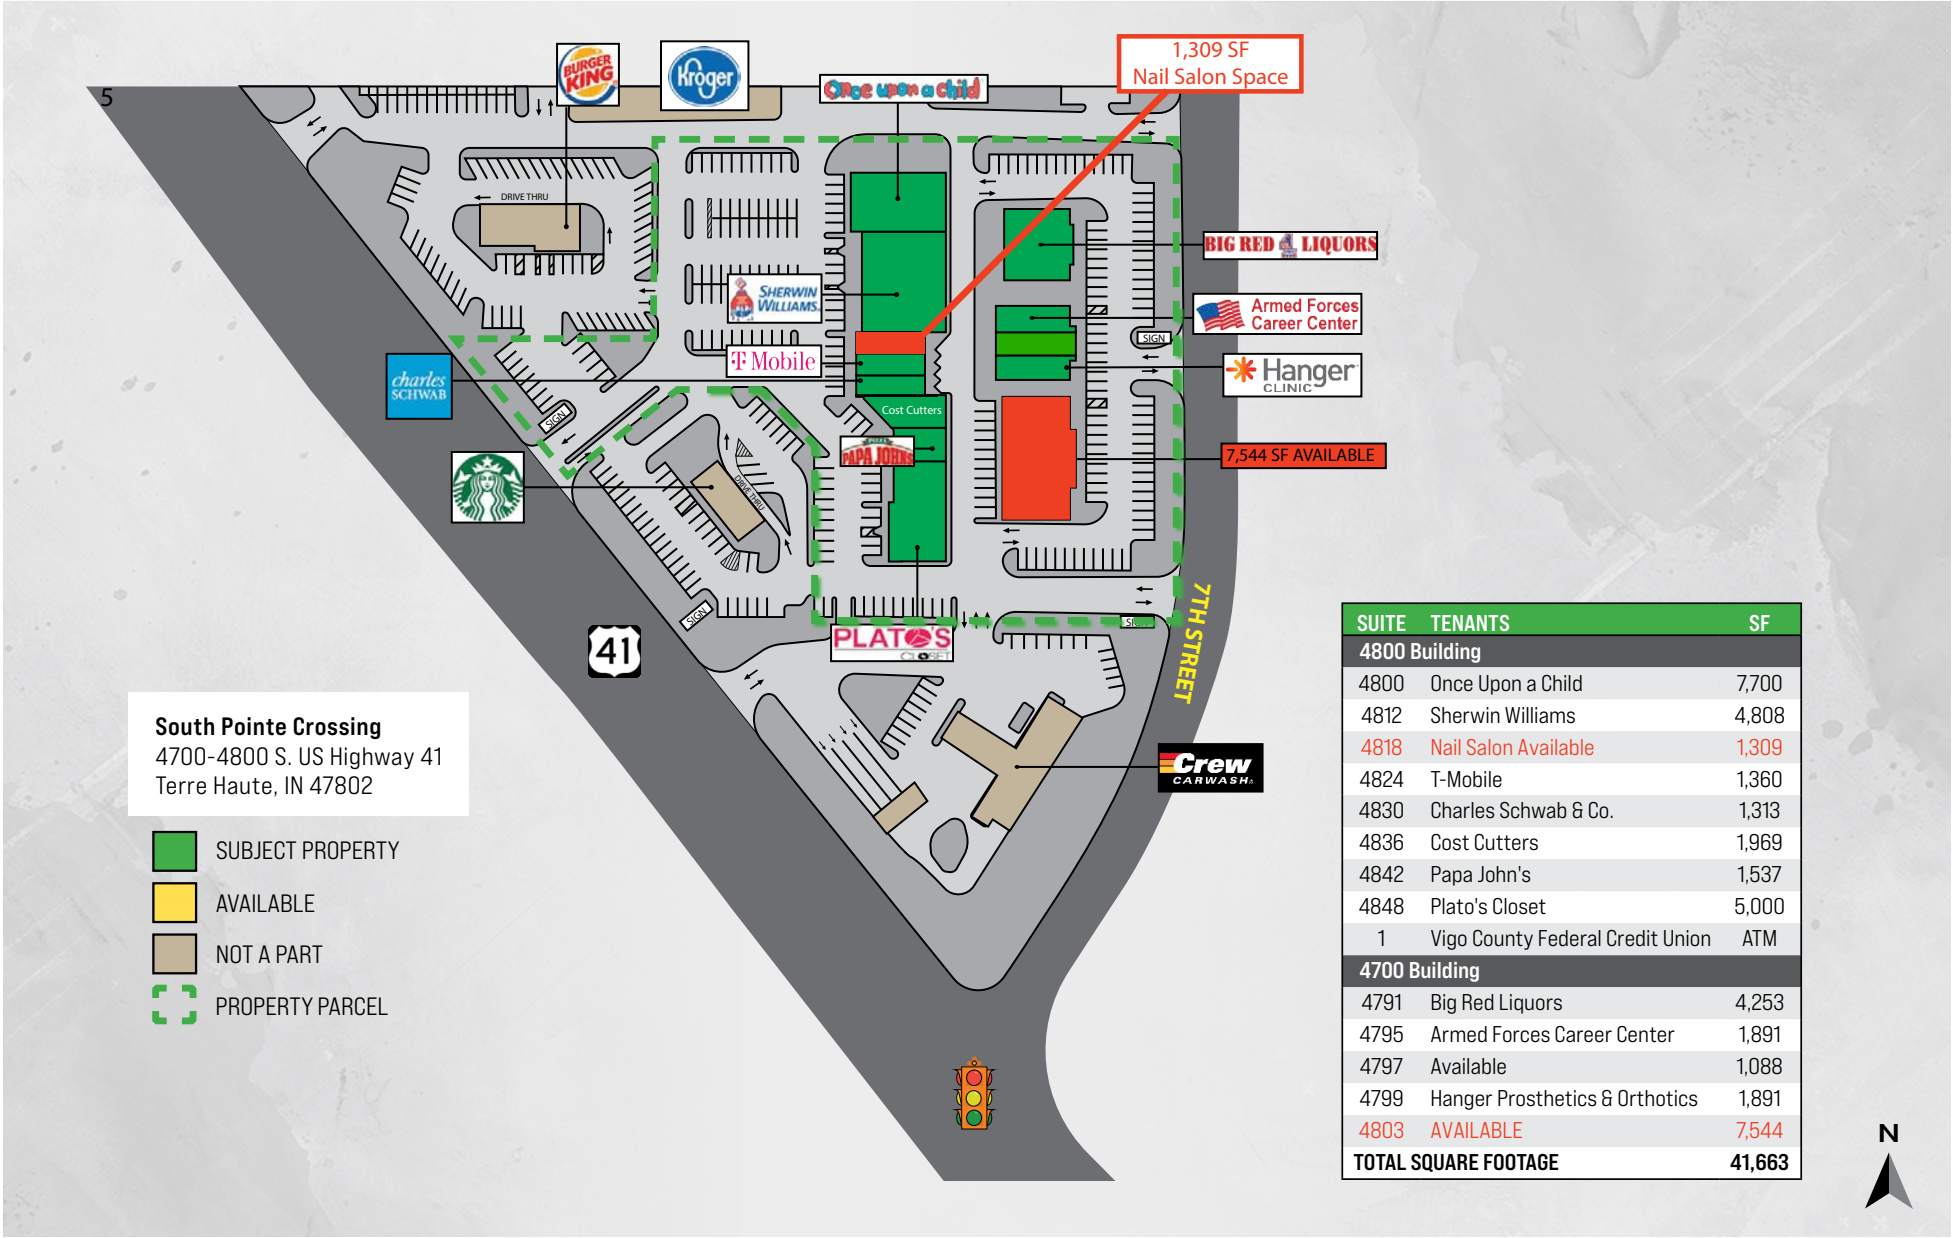 1,309 SF
Nail Salon Space
BURGER
KING
Kroger
Once upon a child
5
DRIVE THRU
BIG RED LIQUORS
SHERWIN
WILLIAMS.
Armed Forces
Career Center
SIGN
T Mobile
Hanger
CLINIC
charles
SCHWAB
Cost Cutters
SIGN
PAPA JOHNS
7,544 SF AVAILABLE
DRIVE THRU
7TH STREET
SIGN
SIGN
PLATO'S
CLOSET
41
Crew
CARWASH
South Pointe Crossing
4700-4800 S. US Highway 41
Terre Haute, IN 47802
SUBJECT PROPERTY
AVAILABLE
NOT A PART
PROPERTY PARCEL
SUITE TENANTS SF
4800 Building
4800 Once Upon a Child 7,700
4812 Sherwin Williams 4,808
4818 Nail Salon Available 1,309
4824 T-Mobile 1,360
4830 Charles Schwab & Co. 1,313
4836 Cost Cutters 1,969
4842 Papa John's 1,537
4848 Plato's Closet 5,000
1 Vigo County Federal Credit Union ATM
4700 Building
4791 Big Red Liquors 4,253
4795 Armed Forces Career Center 1,891
4797 Available 1,088
4799 Hanger Prosthetics & Orthotics 1,891
4803 AVAILABLE 7,544
TOTAL SQUARE FOOTAGE 41,663
N